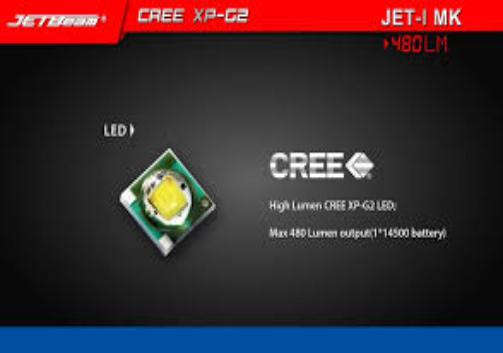 JETBeam
CREE XP-G2
JET-I MK
480LM
LED
CREE
High Lumen CREE XP-G2 LED;
Max 480 Lumen output(1*14500 battery)